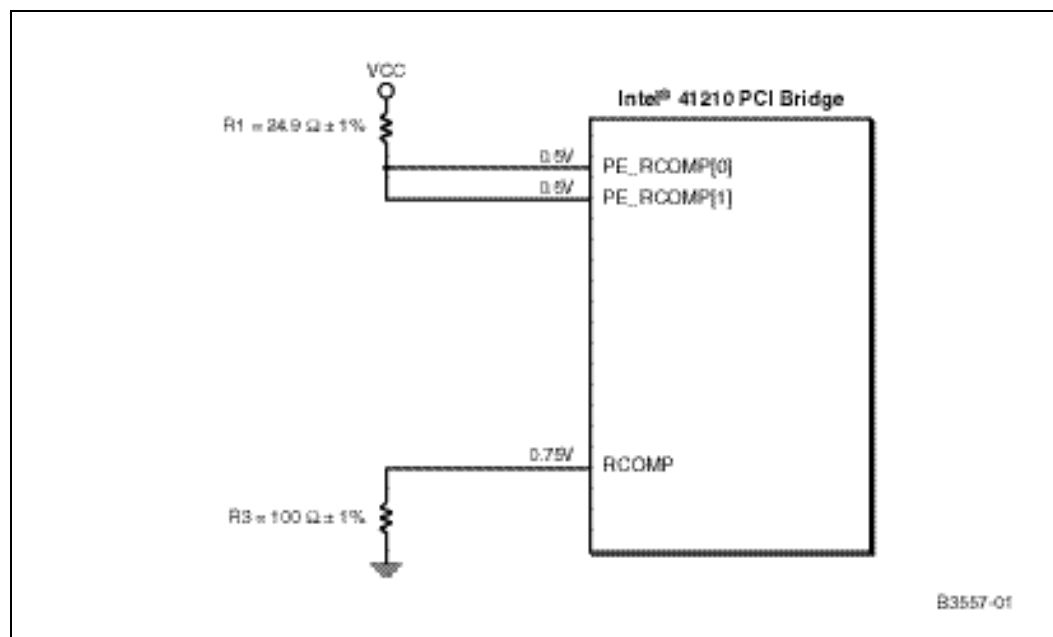 VCC
Intel® 41210 PCI Bridge
R1 = 24.9 Ω ± 1%
0.5V
PE_RCOMP[0]
0.5V
PE_RCOMP[1]
0.75V
RCOMP
R3 = 100 Ω ± 1%
B3557-01